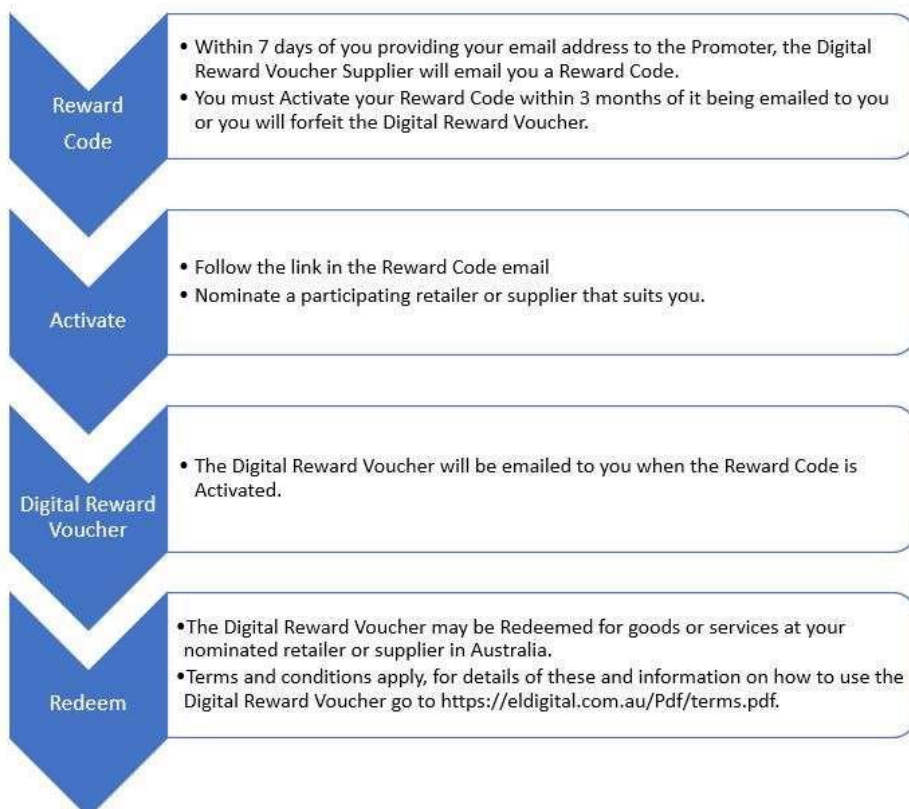 Reward
Code
• Within 7 days of you providing your email address to the Promoter, the Digital
Reward Voucher Supplier will email you a Reward Code.
• You must Activate your Reward Code within 3 months of it being emailed to you
or you will forfeit the Digital Reward Voucher.
Activate
• Follow the link in the Reward Code email
• Nominate a participating retailer or supplier that suits you.
Digital Reward
Voucher
• The Digital Reward Voucher will be emailed to you when the Reward Code is
Activated.
Redeem
•The Digital Reward Voucher may be Redeemed for goods or services at your
nominated retailer or supplier in Australia.
•Terms and conditions apply, for details of these and information on how to use the
Digital Reward Voucher go to https://eldigital.com.au/Pdf/terms.pdf.